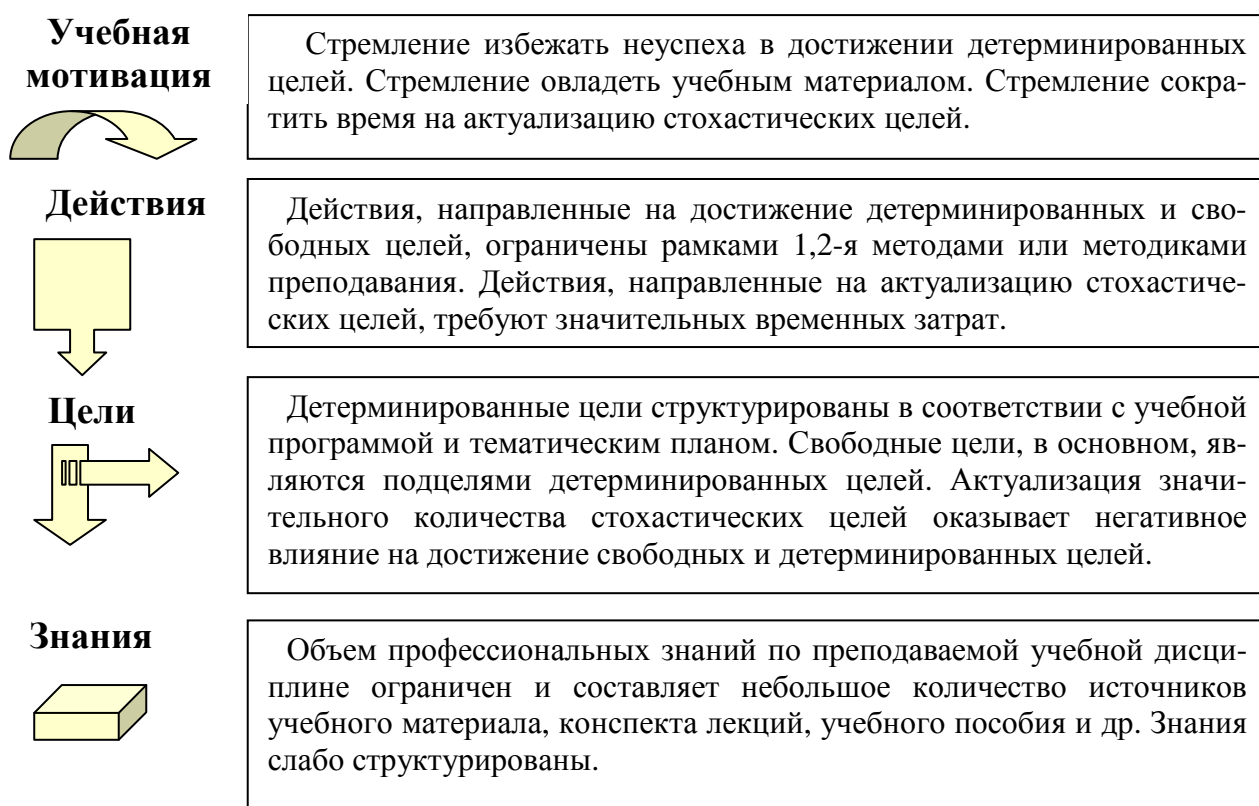 Учебная
мотивация
Стремление избежать неуспеха в достижении детерминированных
целей. Стремление овладеть учебным материалом. Стремление сокра-
тить время на актуализацию стохастических целей.
Действия
Действия, направленные на достижение детерминированных и сво-
бодных целей, ограничены рамками 1,2-я методами или методиками
преподавания. Действия, направленные на актуализацию стохастиче-
ских целей, требуют значительных временных затрат.
Цели
Детерминированные цели структурированы в соответствии с учебной
программой и тематическим планом. Свободные цели, в основном, яв-
ляются подцелями детерминированных целей. Актуализация значи-
тельного количества стохастических целей оказывает негативное
влияние на достижение свободных и детерминированных целей.
Знания
Объем профессиональных знаний по преподаваемой учебной дисци-
плине ограничен и составляет небольшое количество источников
учебного материала, конспекта лекций, учебного пособия и др. Знания
слабо структурированы.